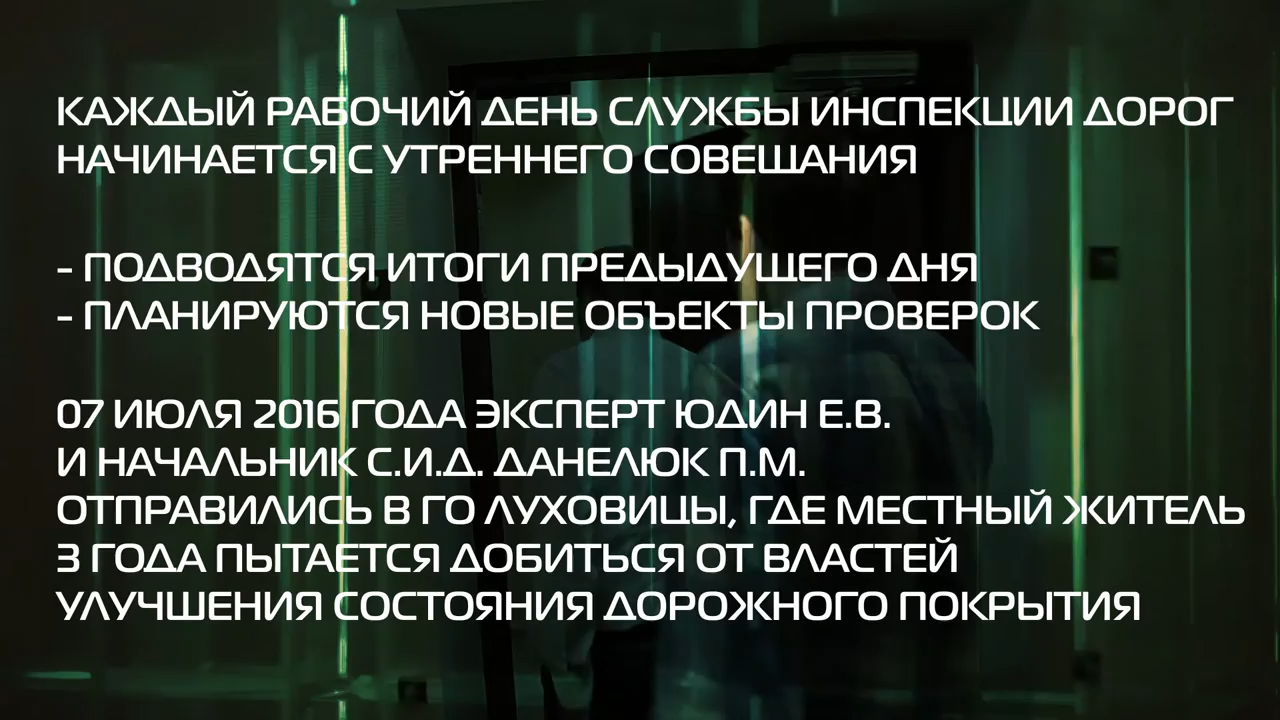 КАЖДЫЙ РАБОЧИЙ ДЕНЬ СЛУЖБЫ ИНСПЕКЦИИ ДОРОГ
НАЧИНАЕТСЯ С УТРЕННЕГО СОВЕЩАНИЯ
- ПОДВОДЯТСЯ ИТОГИ ПРЕДЫДУЩЕГО ДНЯ
- ПЛАНИРУЮТСЯ НОВЫЕ ОБЪЕКТЫ ПРОВЕРОК
07 ИЮЛЯ 2016 ГОДА ЭКСПЕРТ ЮДИН Е.В.
И НАЧАЛЬНИК С.И.Д. ДАНЕЛЮК П.М.
ОТПРАВИЛИСЬ В ГО ЛУХОВИЦЫ, ГДЕ МЕСТНЫЙ ЖИТЕЛЬ
3 ГОДА ПЫТАЕТСЯ ДОБИТЬСЯ ОТ ВЛАСТЕЙ
УЛУЧШЕНИЯ СОСТОЯНИЯ ДОРОЖНОГО ПОКРЫТИЯ